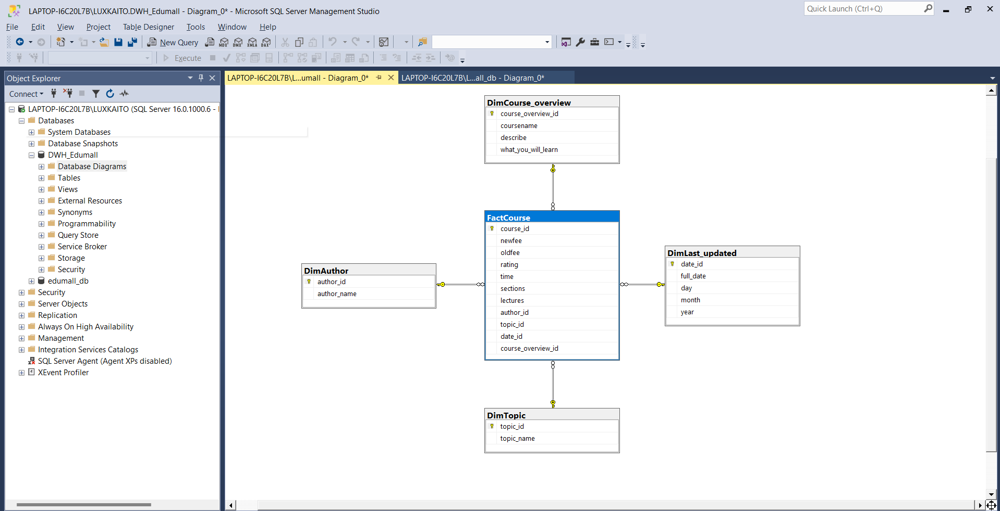 LAPTOP-I6C20L7B\LUXKAITO.DWH_Edumall - Diagram_0* - Microsoft SQL Server Management Studio
Quick Launch (Ctrl+Q)
File Edit View Project Table Designer Tools Window Help
New Query MDX DMX XMLA DAX
Execute
Object Explorer
LAPTOP-I6C20L7B\L...umall - Diagram_0*
LAPTOP-I6C20L7B\L...all_db - Diagram_0*
Connect
LAPTOP-I6C20L7B\LUXKAITO (SQL Server 16.0.1000.6 -
Databases
System Databases
Database Snapshots
DWH_Edumall
Database Diagrams
Tables
Views
External Resources
Synonyms
Programmability
Query Store
Service Broker
Storage
Security
edumall_db
Security
Server Objects
Replication
Always On High Availability
Management
Integration Services Catalogs
SQL Server Agent (Agent XPs disabled)
XEvent Profiler
DimCourse_overview
course_overview_id
coursename
describe
what_you_will_learn
FactCourse
course_id
newfee
oldfee
rating
time
sections
lectures
author_id
topic_id
date_id
course_overview_id
DimAuthor
author_id
author_name
DimLast_updated
date_id
full_date
day
month
year
DimTopic
topic_id
topic_name